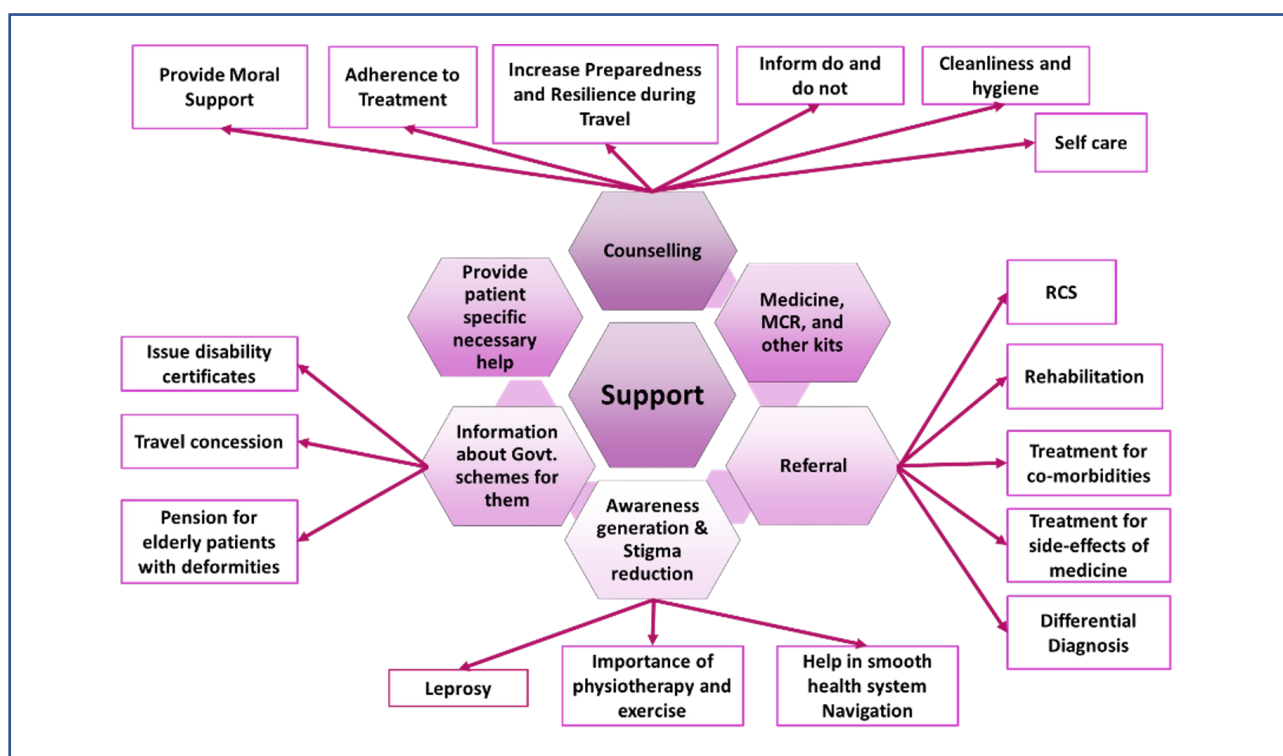 Provide Moral
Support
Adherence to
Treatment
Increase Preparedness
and Resilience during
Travel
Inform do and
do not
Cleanliness and
hygiene
Self care
Counselling
Provide
patient
specific
necessary
help
Medicine,
MCR, and
other kits
Support
Information
about Govt.
schemes for
them
Referral
Awareness
generation &
Stigma
reduction
Issue disability
certificates
Travel concession
Pension for
elderly patients
with deformities
RCS
Rehabilitation
Treatment for
co-morbidities
Treatment for
side-effects of
medicine
Differential
Diagnosis
Leprosy
Importance of
physiotherapy and
exercise
Help in smooth
health system
Navigation